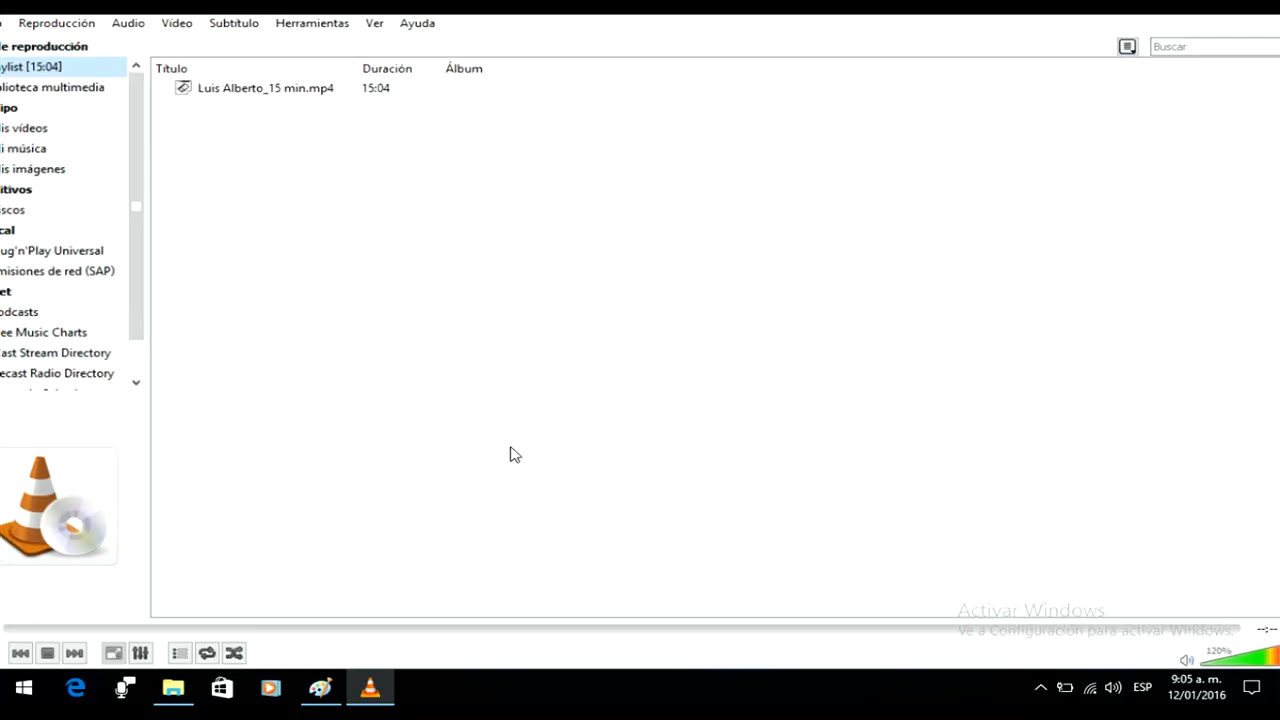 Reproducción Audio Vídeo Subtítulo Herramientas Ver Ayuda
e reproducción
Buscar
ylist [15:04]
Título Duración Álbum
blioteca multimedia
Luis Alberto_15 min.mp4 15:04
ipo
is vídeos
i música
is imágenes
itivos
iscos
cal
ug'n'Play Universal
misiones de red (SAP)
et
odcasts
ee Music Charts
cast Stream Directory
ecast Radio Directory
Activar Windows
Ve a Configuración para activar Windows.
--:--
120%
ESP
9:05 a. m.
12/01/2016